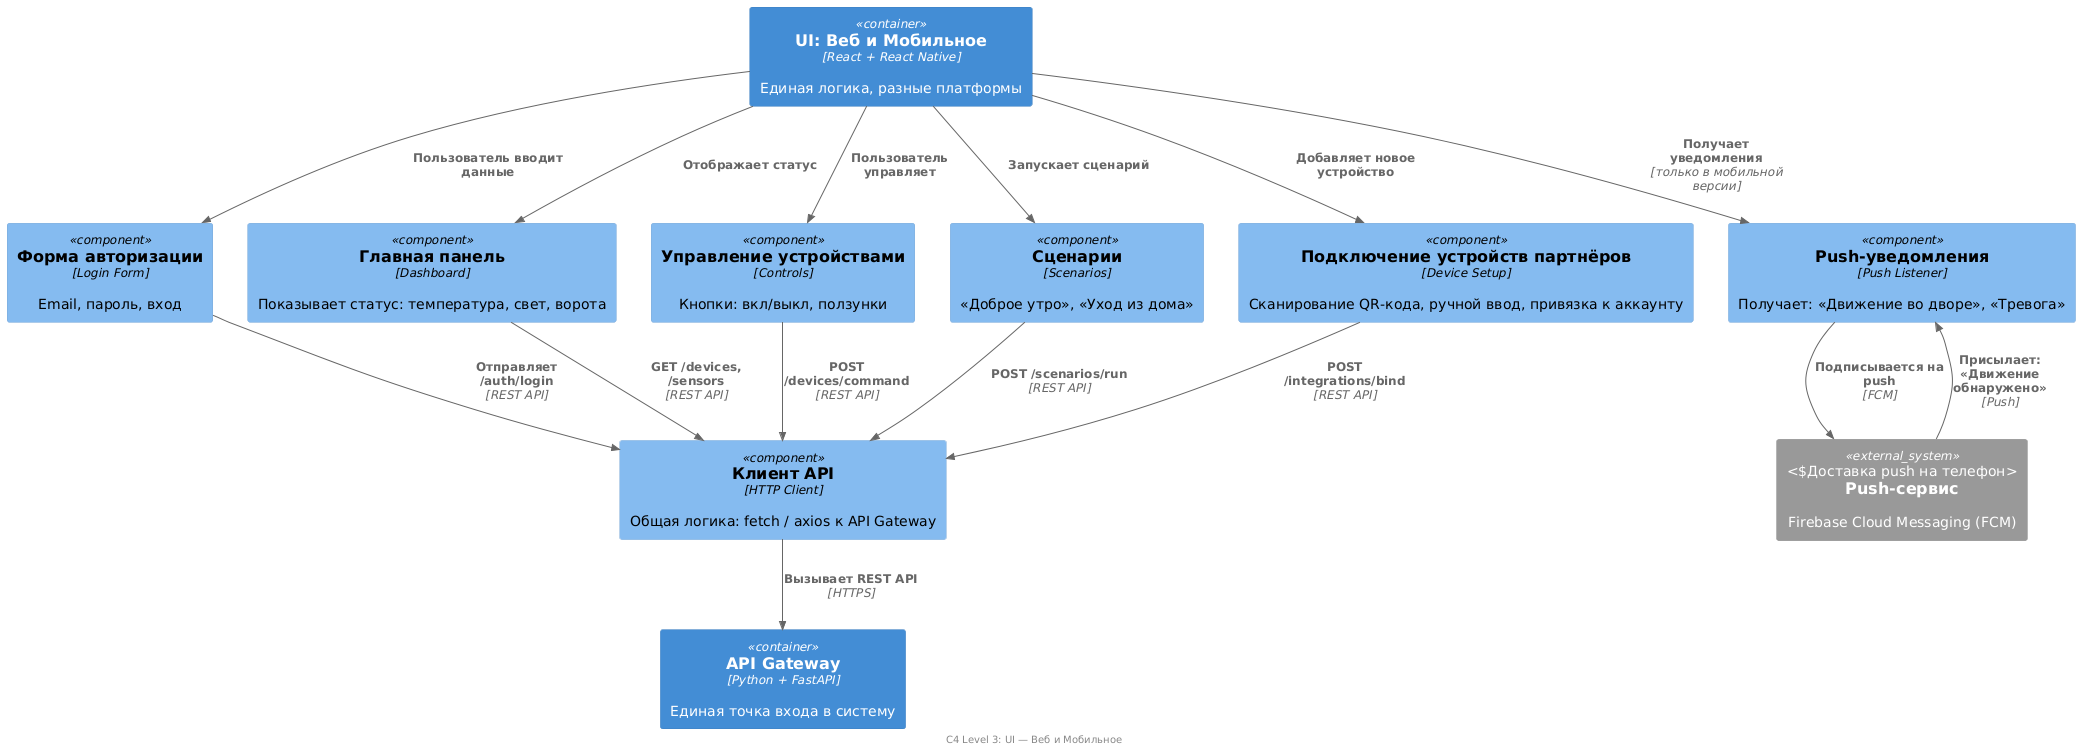 «container»
UI: Веб и Мобильное
[React + React Native]
Единая логика, разные платформы
Пользователь вводит
данные
Отображает статус
Пользователь
управляет
Запускает сценарий
Добавляет новое
устройство
Получает
уведомления
[только в мобильной
версии]
«component»
Форма авторизации
[Login Form]
Email, пароль, вход
«component»
Главная панель
[Dashboard]
Показывает статус: температура, свет, ворота
«component»
Управление устройствами
[Controls]
Кнопки: вкл/выкл, ползунки
«component»
Сценарии
[Scenarios]
«Доброе утро», «Уход из дома»
«component»
Подключение устройств партнёров
[Device Setup]
Сканирование QR-кода, ручной ввод, привязка к аккаунту
«component»
Push-уведомления
[Push Listener]
Получает: «Движение во дворе», «Тревога»
Отправляет
/auth/login
[REST API]
GET /devices,
/sensors
[REST API]
POST
/devices/command
[REST API]
POST /scenarios/run
[REST API]
POST
/integrations/bind
[REST API]
Подписывается на
push
[FCM]
Присылает:
«Движение
обнаружено»
[Push]
«component»
Клиент API
[HTTP Client]
Общая логика: fetch / axios к API Gateway
«external_system»
<$Доставка push на телефон>
Push-сервис
Firebase Cloud Messaging (FCM)
Вызывает REST API
[HTTPS]
«container»
API Gateway
[Python + FastAPI]
Единая точка входа в систему
C4 Level 3: UI — Веб и Мобильное